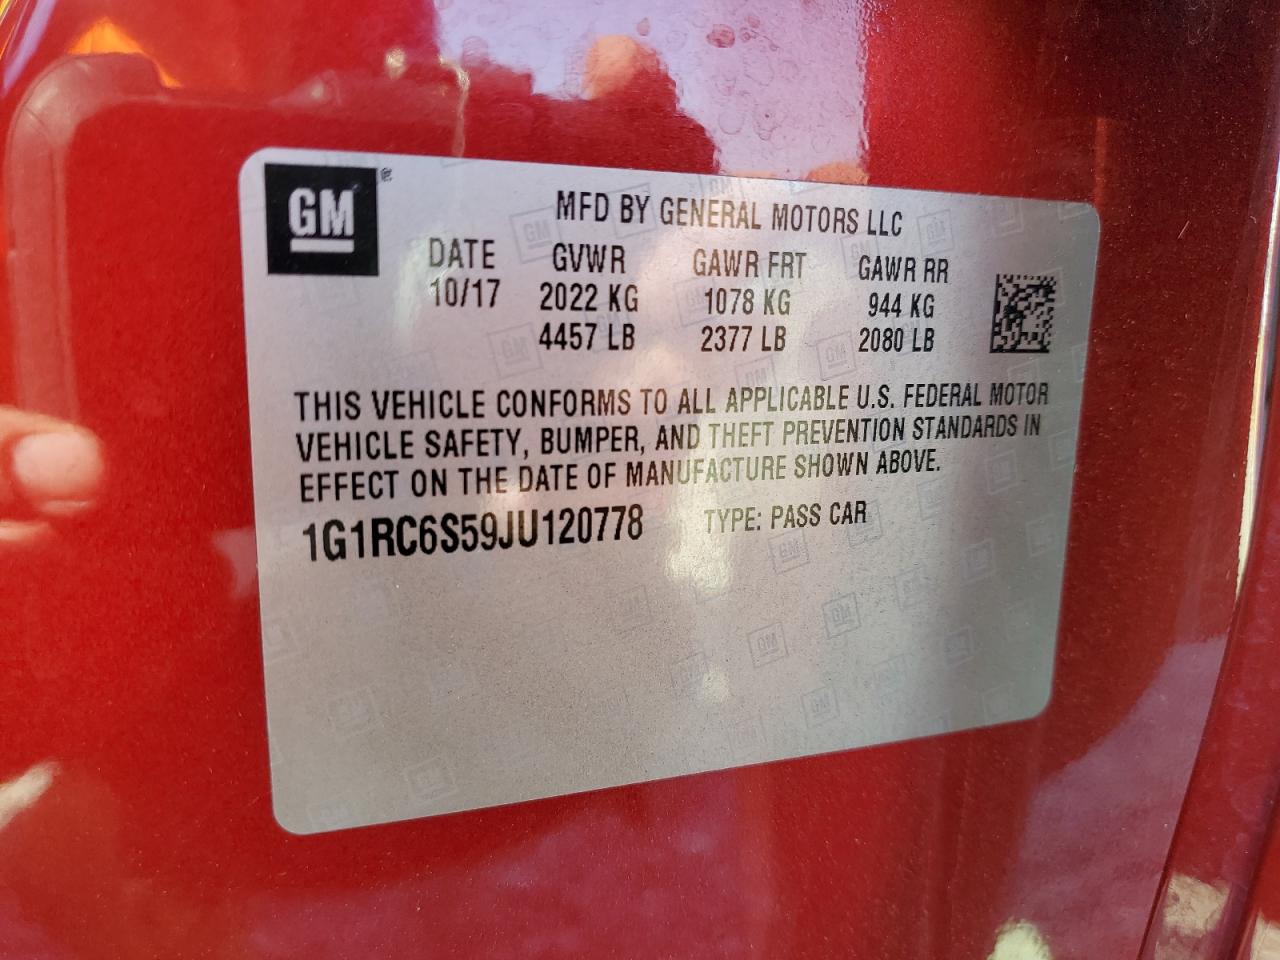 GM®
MFD BY GENERAL MOTORS LLC
DATE GVWR GAWR FRT GAWR RR
10/17 2022 KG 1078 KG 944 KG
4457 LB 2377 LB 2080 LB
THIS VEHICLE CONFORMS TO ALL APPLICABLE U.S. FEDERAL MOTOR
VEHICLE SAFETY, BUMPER, AND THEFT PREVENTION STANDARDS IN
EFFECT ON THE DATE OF MANUFACTURE SHOWN ABOVE.
1G1RC6S59JU120778 TYPE: PASS CAR